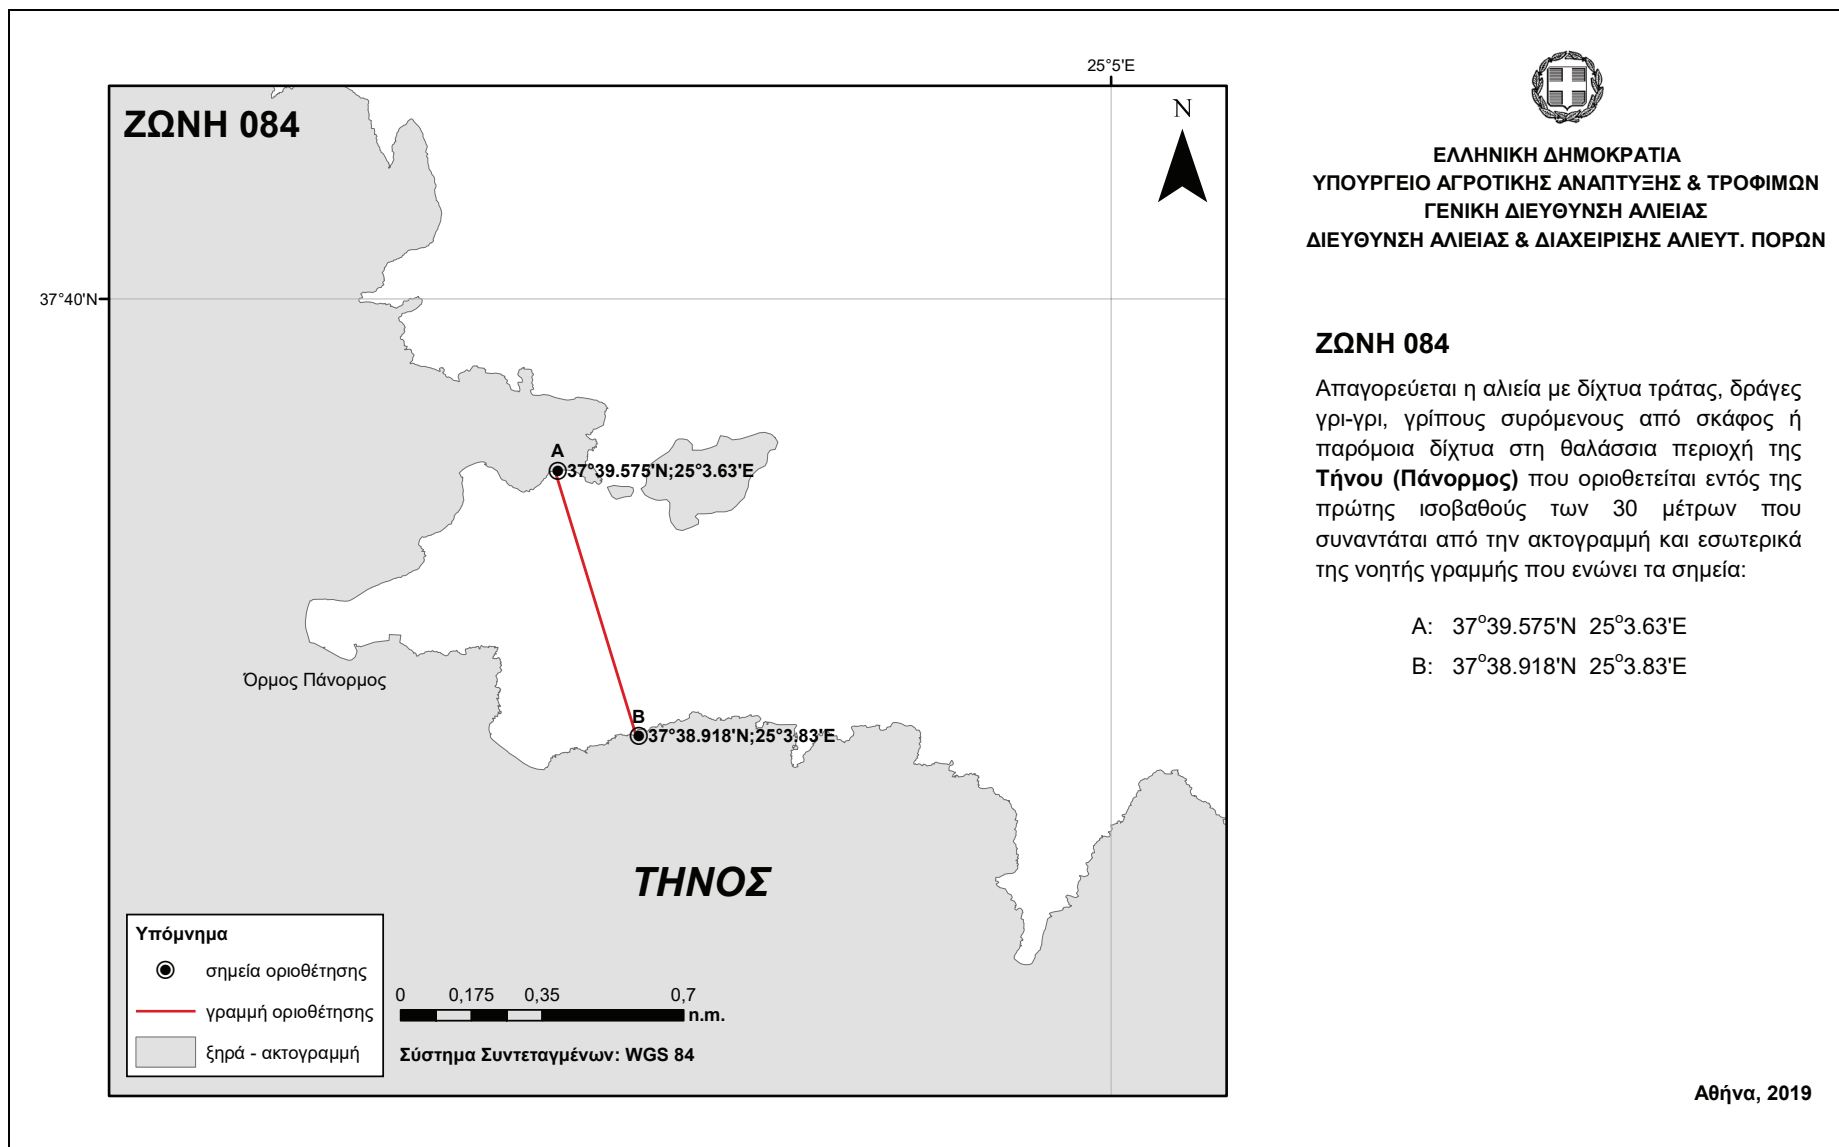 25°5'E
ΖΩΝΗ 084
N
37°40'N
A
37°39.575'N;25°3.63'E
Όρμος Πάνορμος
B
37°38.918'N;25°3.83'E
ΤΗΝΟΣ
Υπόμνημα
σημεία οριοθέτησης
γραμμή οριοθέτησης
ξηρά - ακτογραμμή
0 0,175 0,35 0,7
n.m.
Σύστημα Συντεταγμένων: WGS 84
ΕΛΛΗΝΙΚΗ ΔΗΜΟΚΡΑΤΙΑ
ΥΠΟΥΡΓΕΙΟ ΑΓΡΟΤΙΚΗΣ ΑΝΑΠΤΥΞΗΣ & ΤΡΟΦΙΜΩΝ
ΓΕΝΙΚΗ ΔΙΕΥΘΥΝΣΗ ΑΛΙΕΙΑΣ
ΔΙΕΥΘΥΝΣΗ ΑΛΙΕΙΑΣ & ΔΙΑΧΕΙΡΙΣΗΣ ΑΛΙΕΥΤ. ΠΟΡΩΝ
ΖΩΝΗ 084
Απαγορεύεται η αλιεία με δίχτυα τράτας, δράγες
γρι-γρι, γρίπους συρόμενους από σκάφος ή
παρόμοια δίχτυα στη θαλάσσια περιοχή της
Τήνου (Πάνορμος) που οριοθετείται εντός της
πρώτης ισοβαθούς των 30 μέτρων που
συναντάται από την ακτογραμμή και εσωτερικά
της νοητής γραμμής που ενώνει τα σημεία:
A: 37°39.575'N 25°3.63'E
B: 37°38.918'N 25°3.83'E
Αθήνα, 2019